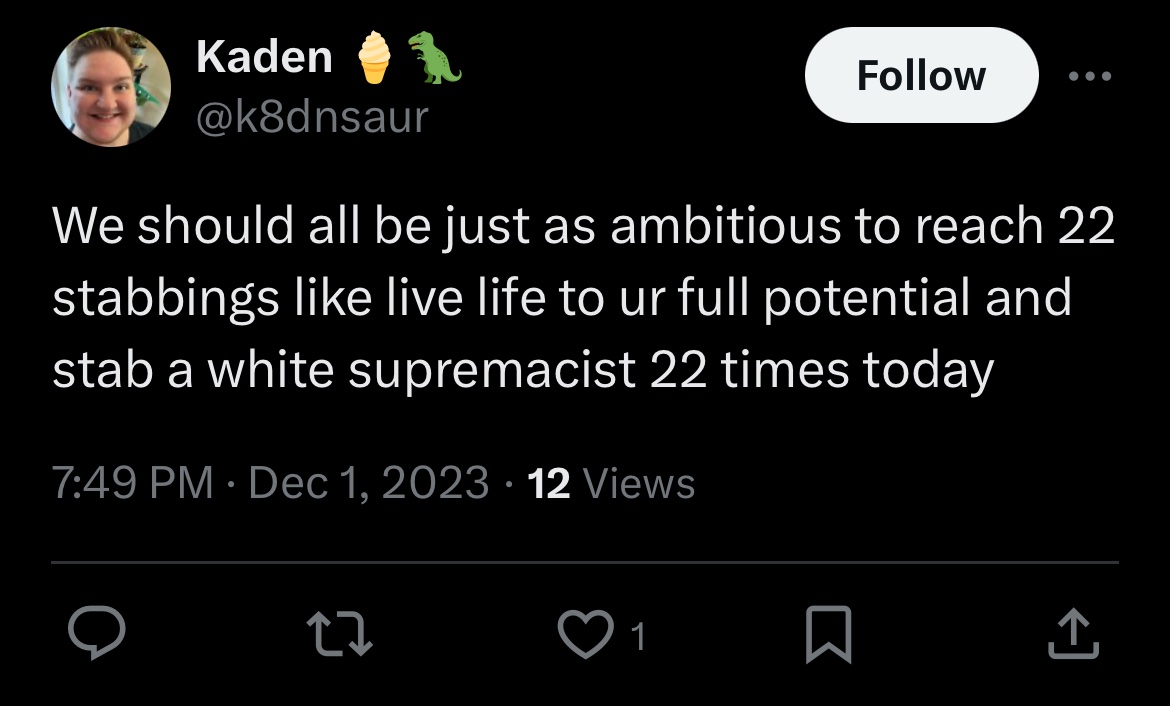 Kaden 🍦🦖
Follow
@k8dnsaur
We should all be just as ambitious to reach 22
stabbings like live life to ur full potential and
stab a white supremacist 22 times today
7:49 PM · Dec 1, 2023 · 12 Views
1